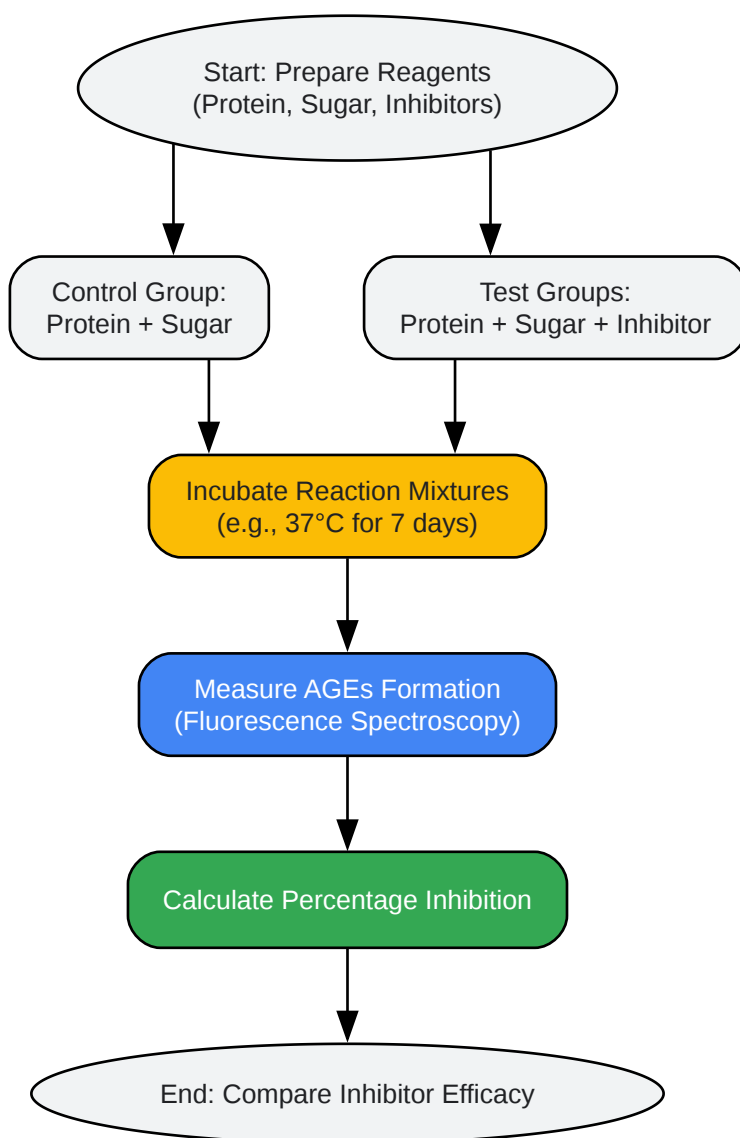 Start: Prepare Reagents
(Protein, Sugar, Inhibitors)
Control Group:
Protein + Sugar
Test Groups:
Protein + Sugar + Inhibitor
Incubate Reaction Mixtures
(e.g., 37°C for 7 days)
Measure AGEs Formation
(Fluorescence Spectroscopy)
Calculate Percentage Inhibition
End: Compare Inhibitor Efficacy